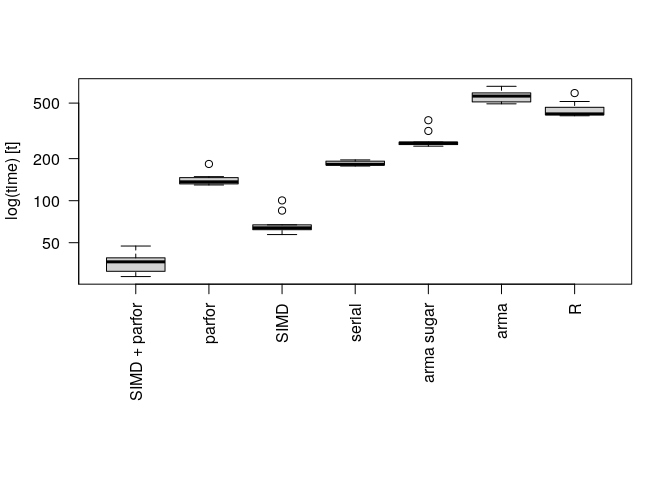 log(time) [t]
500
200
100
50
SIMD + parfor
parfor
SIMD
serial
arma sugar
arma
R